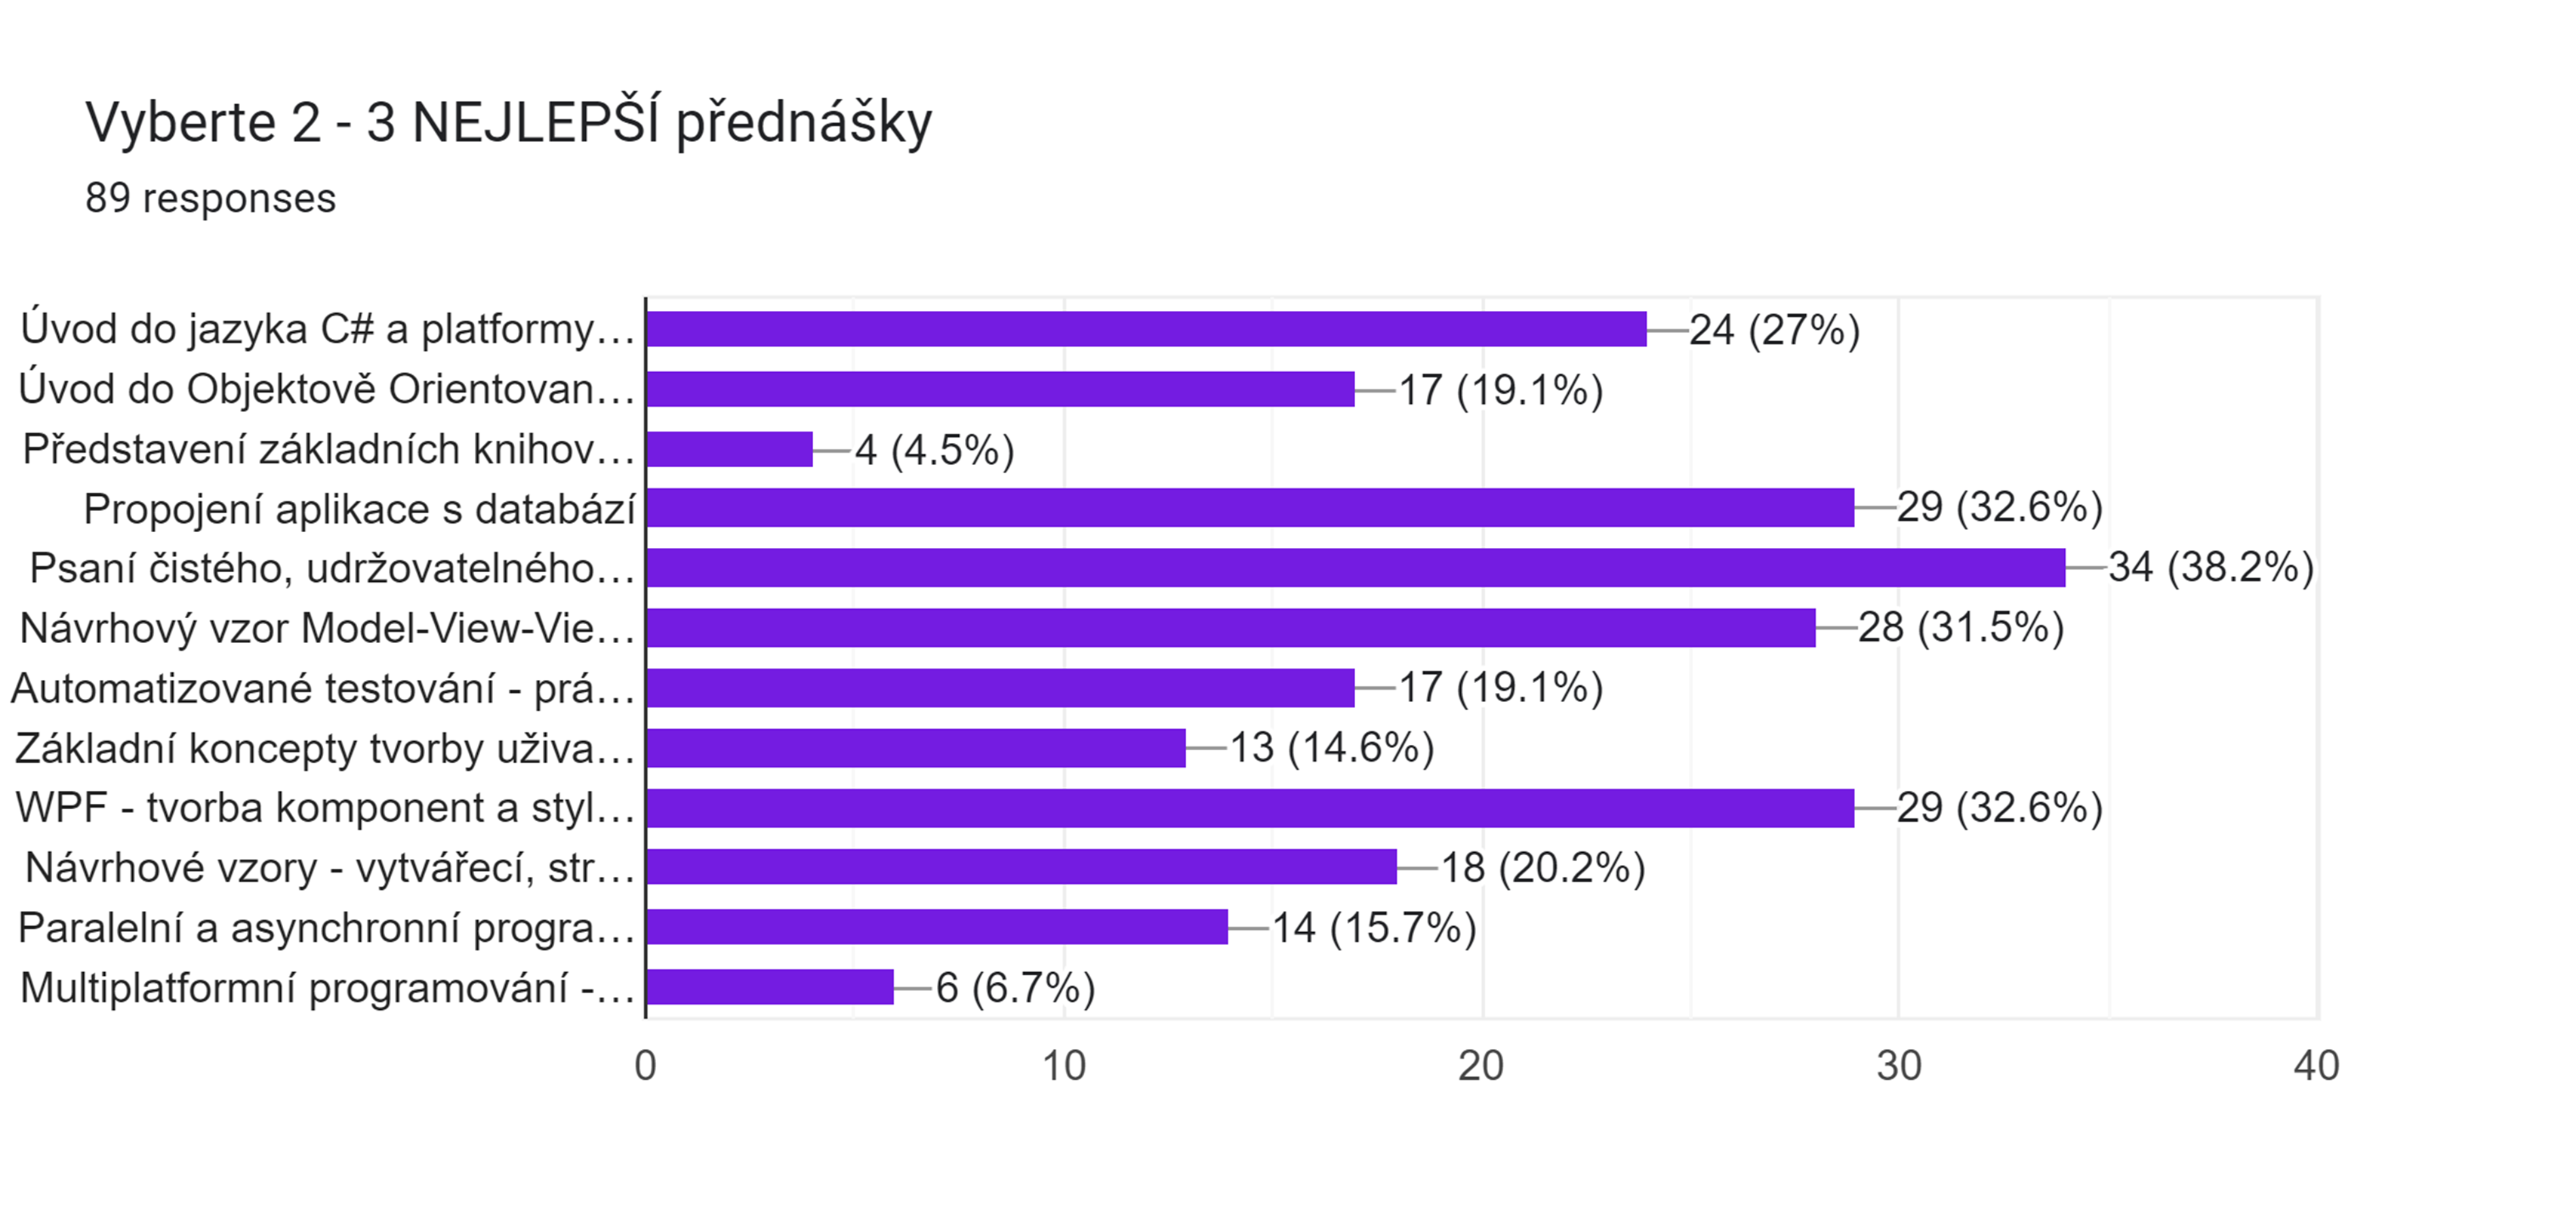 Vyberte 2 - 3 NEJLEPŠÍ přednášky
89 responses
Úvod do jazyka C# a platformy… 24 (27%)
Úvod do Objektově Orientovan… 17 (19.1%)
Představení základních knihov… 4 (4.5%)
Propojení aplikace s databází 29 (32.6%)
Psaní čistého, udržovatelného… 34 (38.2%)
Návrhový vzor Model-View-Vie… 28 (31.5%)
Automatizované testování - prá… 17 (19.1%)
Základní koncepty tvorby uživa… 13 (14.6%)
WPF - tvorba komponent a styl… 29 (32.6%)
Návrhové vzory - vytvářecí, str… 18 (20.2%)
Paralelní a asynchronní progra… 14 (15.7%)
Multiplatformní programování -… 6 (6.7%)
0 10 20 30 40